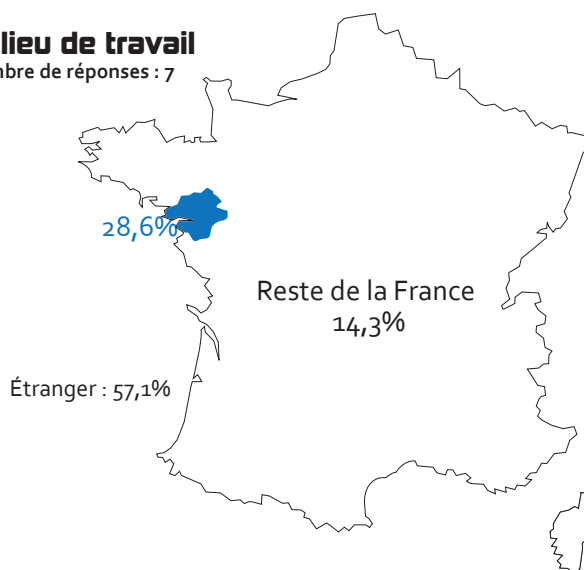 lieu de travail
mbre de réponses : 7
28,6%
Reste de la France
14,3%
Étranger : 57,1%